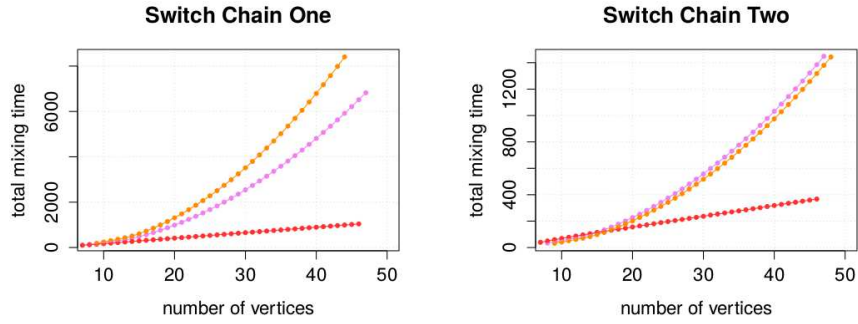 Switch Chain One
total mixing time
0
2000
6000
10
20
30
40
50
number of vertices
Switch Chain Two
total mixing time
0
400
800
1200
10
20
30
40
50
number of vertices